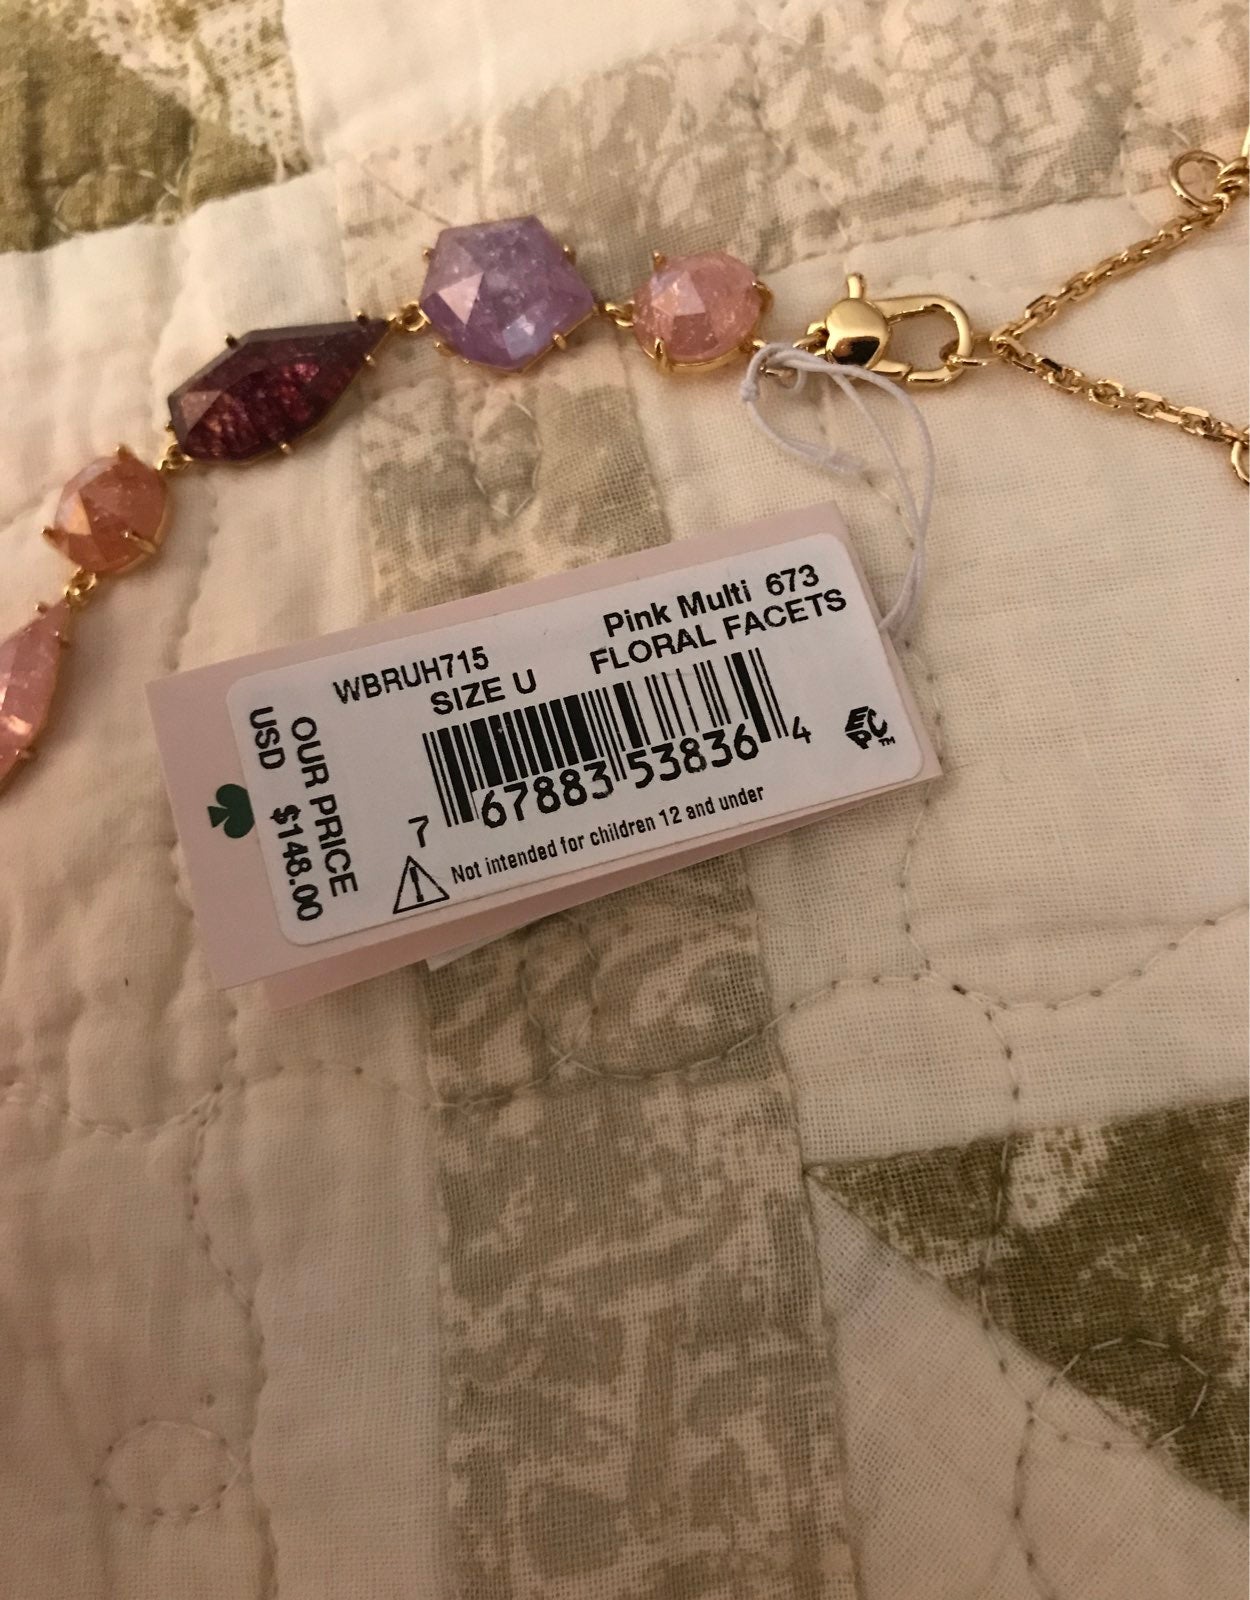 WBRUH715
Pink Multi 673
SIZE U
FLORAL FACETS
7 67883 53836 4
EPC™
Not intended for children 12 and under
OUR PRICE
USD $148.00